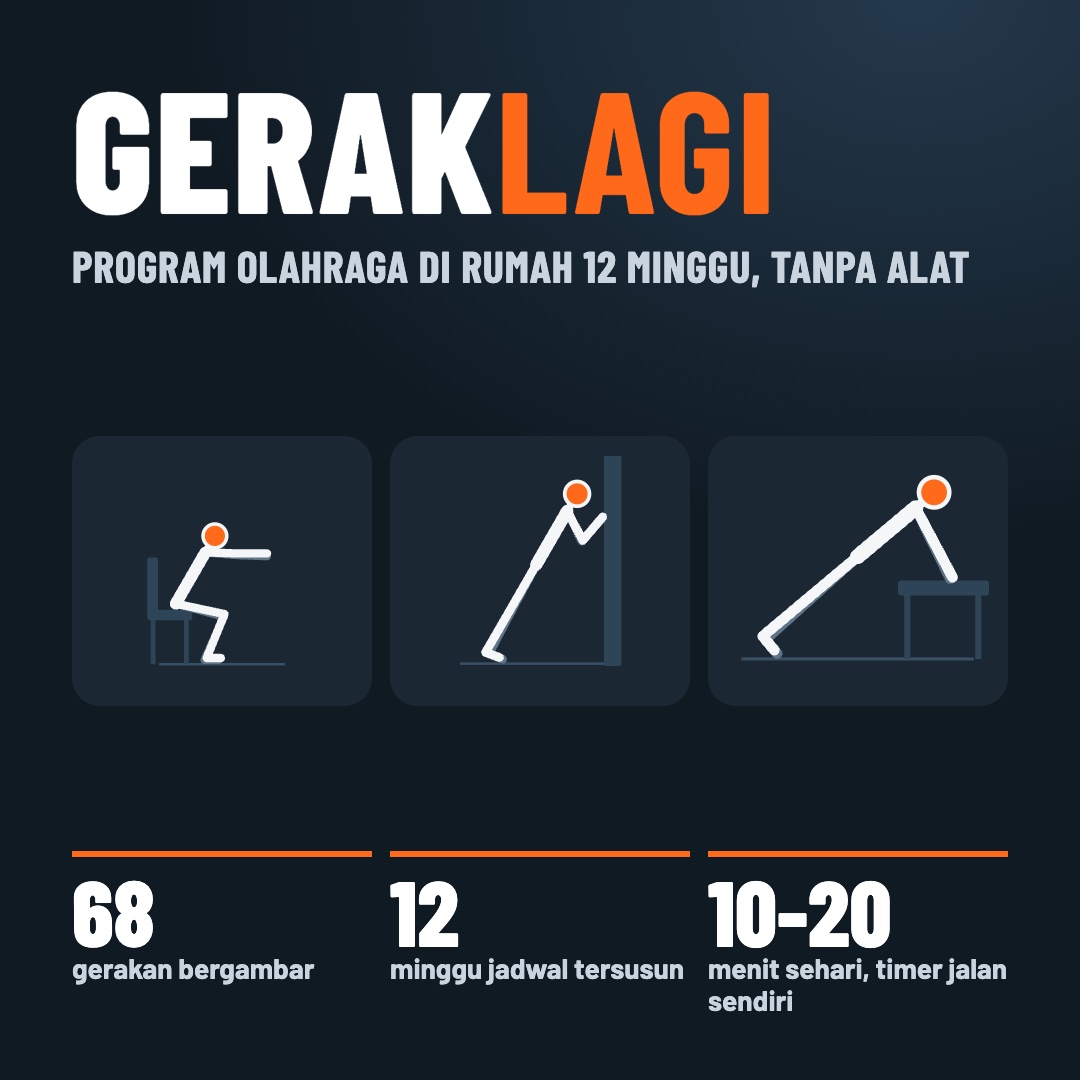 GERAKLAGI
PROGRAM OLAHRAGA DI RUMAH 12 MINGGU, TANPA ALAT
68
gerakan bergambar
12
minggu jadwal tersusun
10–20
menit sehari, timer jalan
sendiri